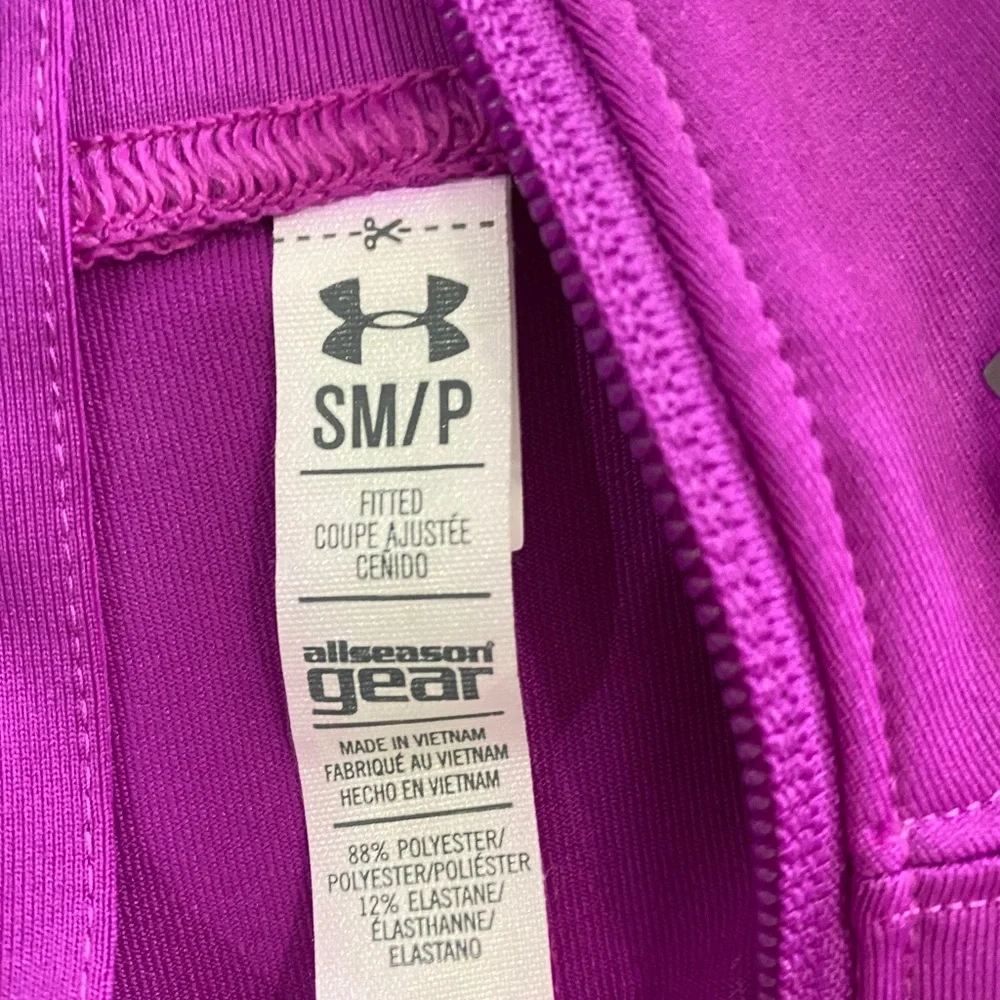 SM/P
FITTED
COUPE AJUSTÉE
CEÑIDO
allseason
gear
MADE IN VIETNAM
FABRIQUÉ AU VIETNAM
HECHO EN VIETNAM
88% POLYESTER/
POLYESTER/POLIÉSTER
12% ELASTANE/
ÉLASTHANNE/
ELASTANO